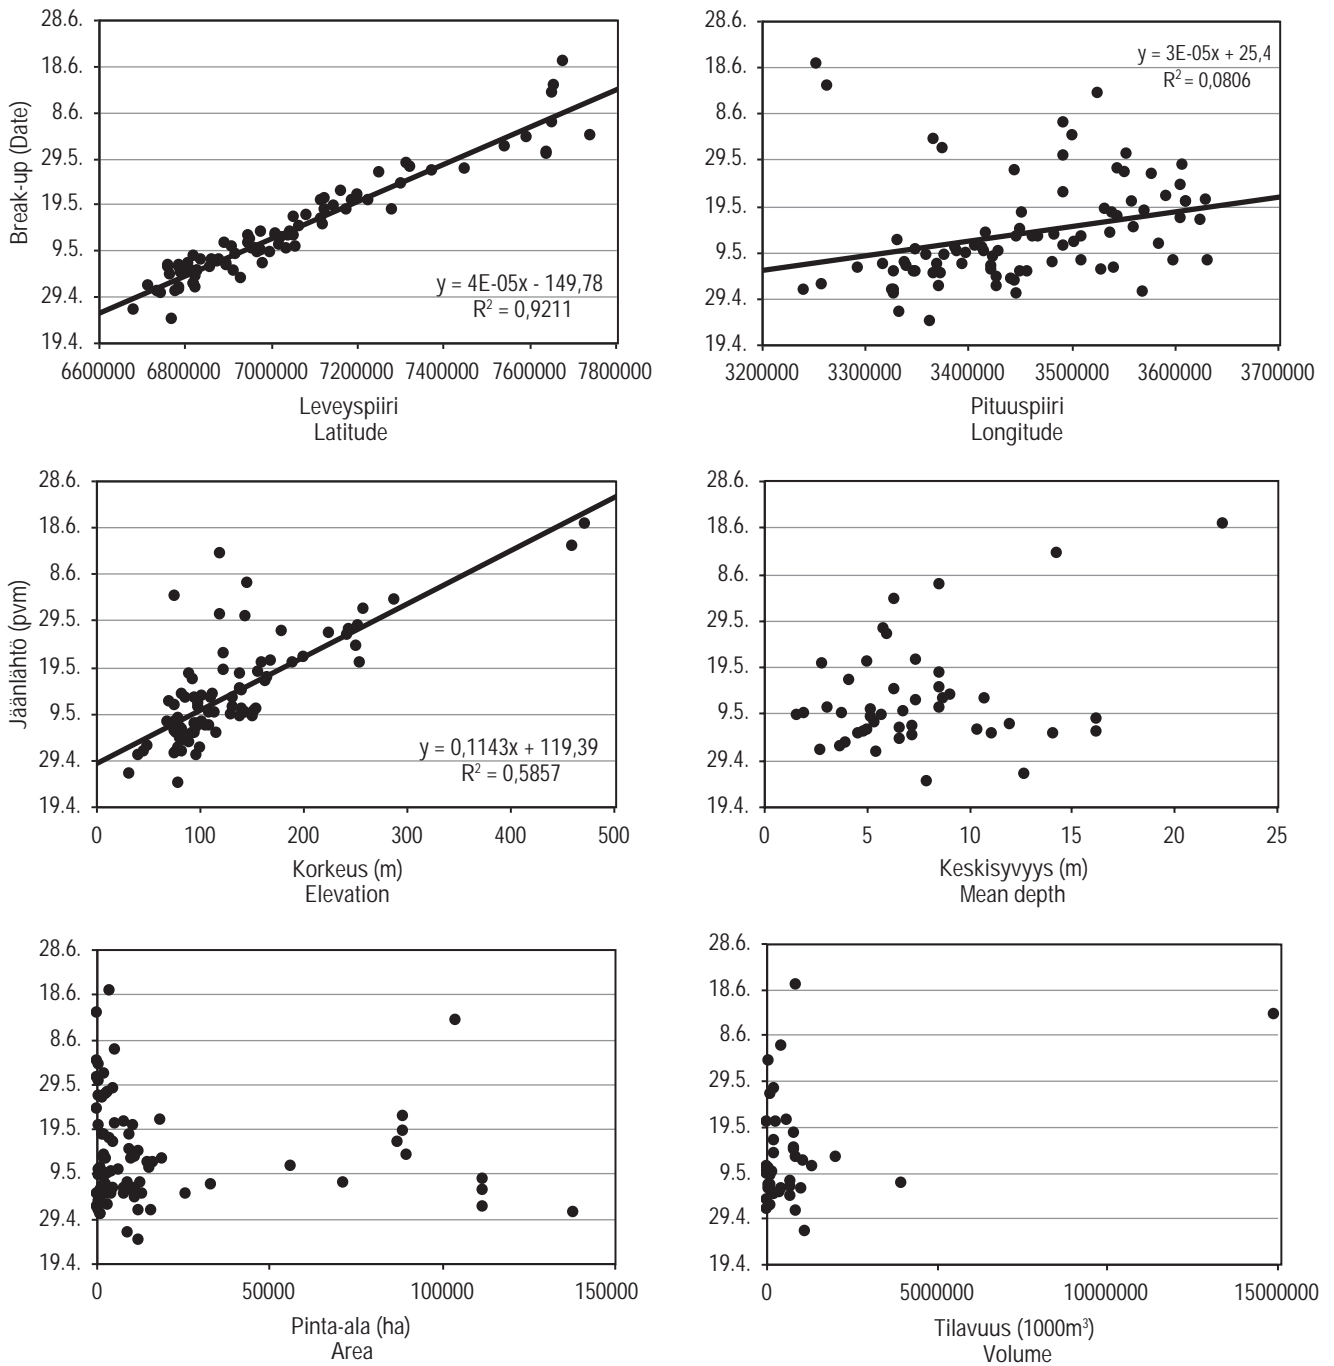 28.6.
18.6.
8.6.
29.5.
19.5.
9.5.
29.4.
19.4.
Break-up (Date)
y = 4E-05x - 149,78
R² = 0,9211
6600000 6800000 7000000 7200000 7400000 7600000 7800000
Leveyspiiri
Latitude
28.6.
18.6.
8.6.
29.5.
19.5.
9.5.
29.4.
19.4.
y = 3E-05x + 25,4
R² = 0,0806
3200000 3300000 3400000 3500000 3600000 3700000
Pituuspiiri
Longitude
28.6.
18.6.
8.6.
29.5.
19.5.
9.5.
29.4.
19.4.
Jäänlähtö (pvm)
y = 0,1143x + 119,39
R² = 0,5857
0 100 200 300 400 500
Korkeus (m)
Elevation
28.6.
18.6.
8.6.
29.5.
19.5.
9.5.
29.4.
19.4.
0 5 10 15 20 25
Keskisyvyys (m)
Mean depth
28.6.
18.6.
8.6.
29.5.
19.5.
9.5.
29.4.
19.4.
0 50000 100000 150000
Pinta-ala (ha)
Area
28.6.
18.6.
8.6.
29.5.
19.5.
9.5.
29.4.
19.4.
0 5000000 10000000 15000000
Tilavuus (1000m³)
Volume